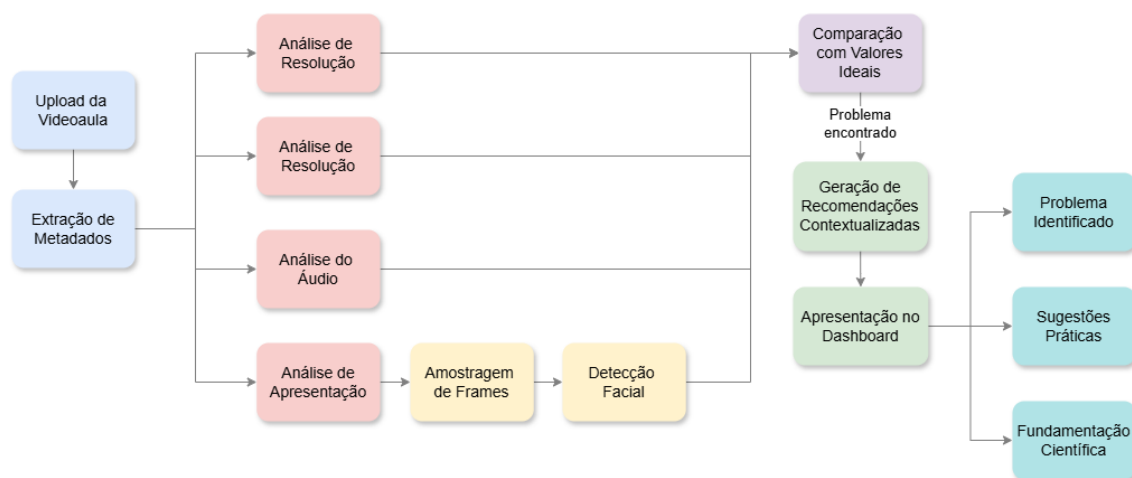 Upload da
Videoaula
Extração de
Metadados
Análise de
Resolução
Análise de
Resolução
Análise do
Áudio
Análise de
Apresentação
Amostragem
de Frames
Detecção
Facial
Comparação
com Valores
Ideais
Problema
encontrado
Geração de
Recomendações
Contextualizadas
Apresentação no
Dashboard
Problema
Identificado
Sugestões
Práticas
Fundamentação
Científica